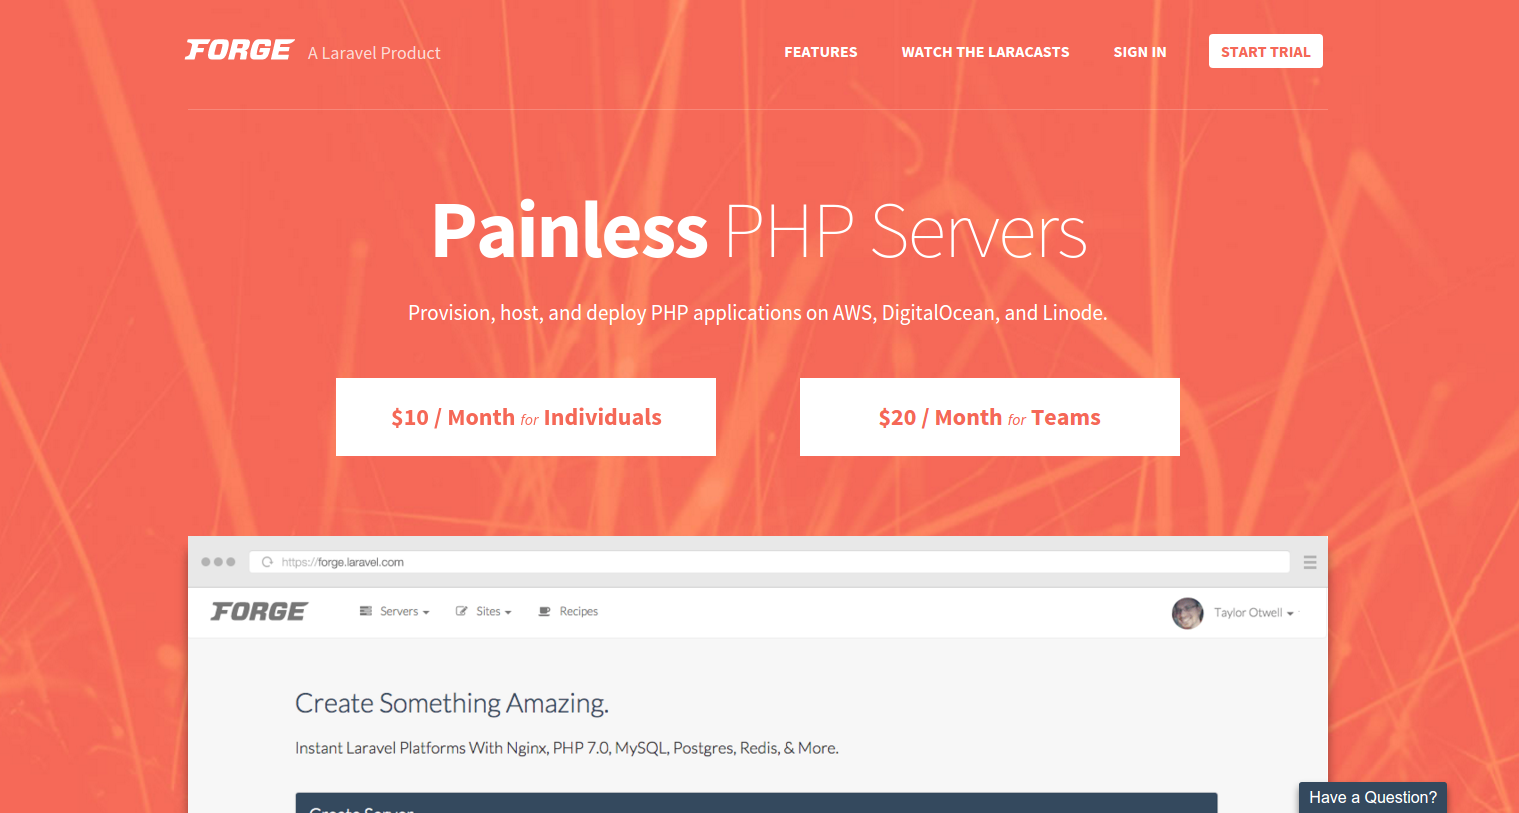 FORGE A Laravel Product FEATURES WATCH THE LARACASTS SIGN IN START TRIAL
Painless PHP Servers
Provision, host, and deploy PHP applications on AWS, DigitalOcean, and Linode.
$10 / Month for Individuals $20 / Month for Teams
https://forge.laravel.com
FORGE Servers Sites Recipes Taylor Otwell
Create Something Amazing.
Instant Laravel Platforms With Nginx, PHP 7.0, MySQL, Postgres, Redis, & More.
Create Server
Have a Question?